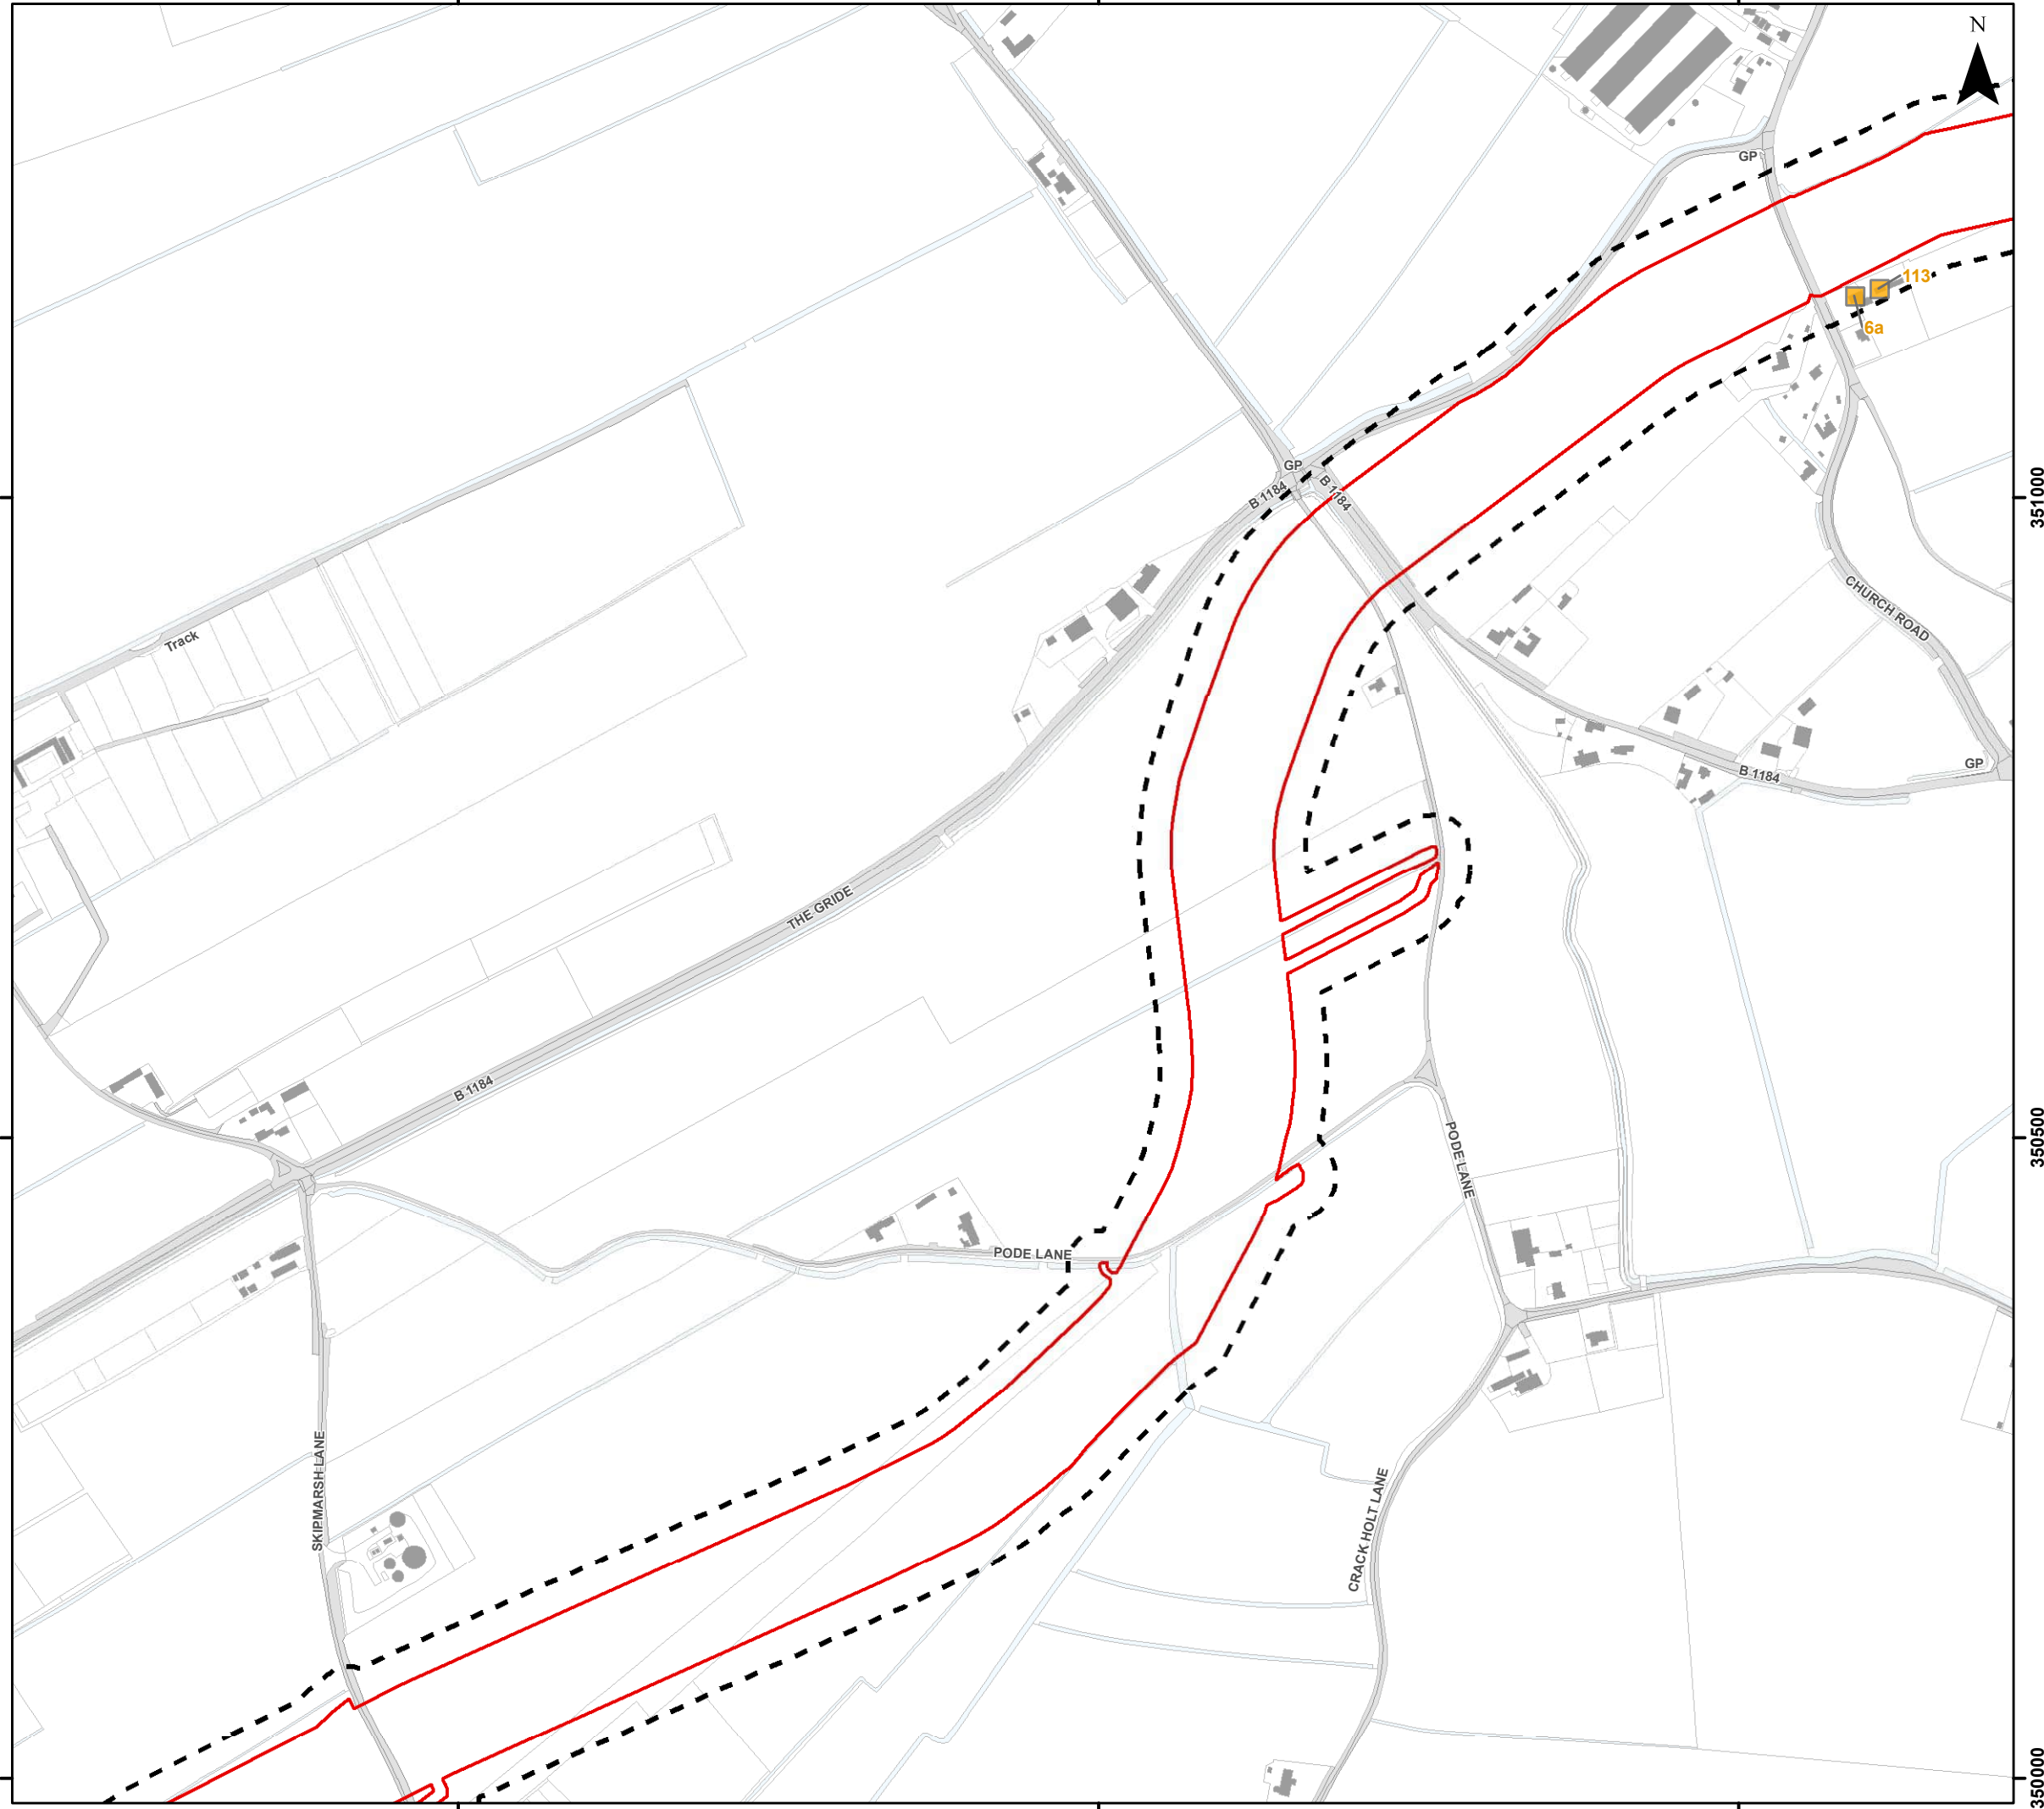 N
GP
113
6a
GP
B 1184
B 1184
351000
CHURCH ROAD
Track
GP
B 1184
THE GRIDE
B 1184
350500
PODE LANE
PODE LANE
SKIPMARSH LANE
CRACK HOLT LANE
350000